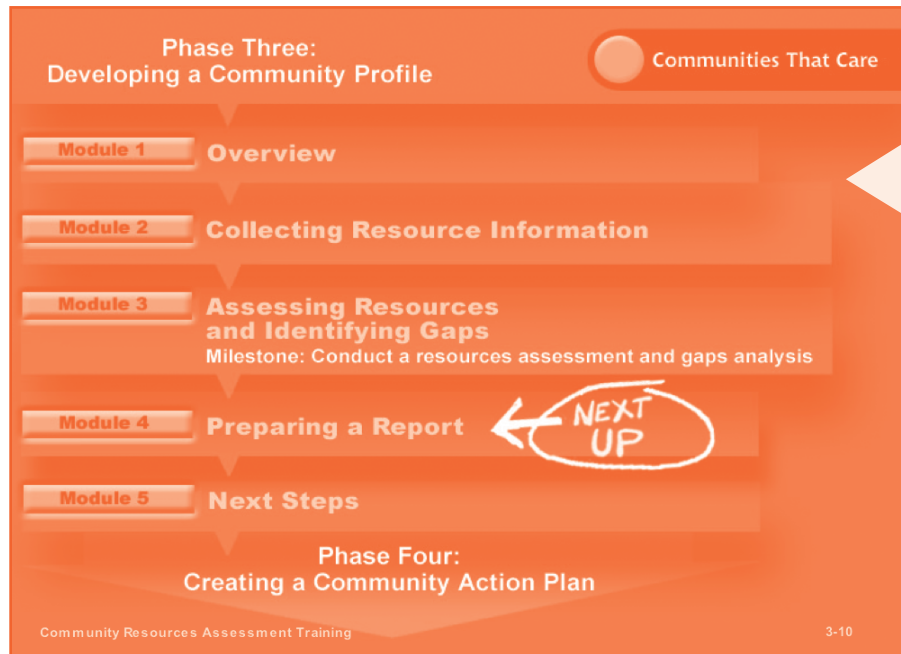 Phase Three:
Developing a Community Profile
Communities That Care
Module 1
Overview
Module 2
Collecting Resource Information
Module 3
Assessing Resources
and Identifying Gaps
Milestone: Conduct a resources assessment and gaps analysis
Module 4
Preparing a Report
NEXT
UP
Module 5
Next Steps
Phase Four:
Creating a Community Action Plan
Community Resources Assessment Training
3-10